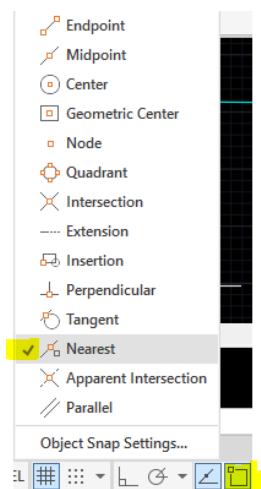 Endpoint
Midpoint
Center
Geometric Center
Node
Quadrant
Intersection
Extension
Insertion
Perpendicular
Tangent
Nearest
Apparent Intersection
Parallel
Object Snap Settings...
EL